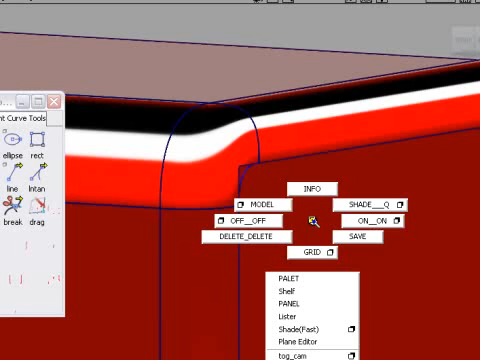 nt Curve Tools
ellipse rect
line lntan
break drag
INFO
MODEL SHADE___Q
OFF__OFF ON__ON
DELETE_DELETE SAVE
GRID
PALET
Shelf
PANEL
Lister
Shade(Fast)
Plane Editor
tog_cam